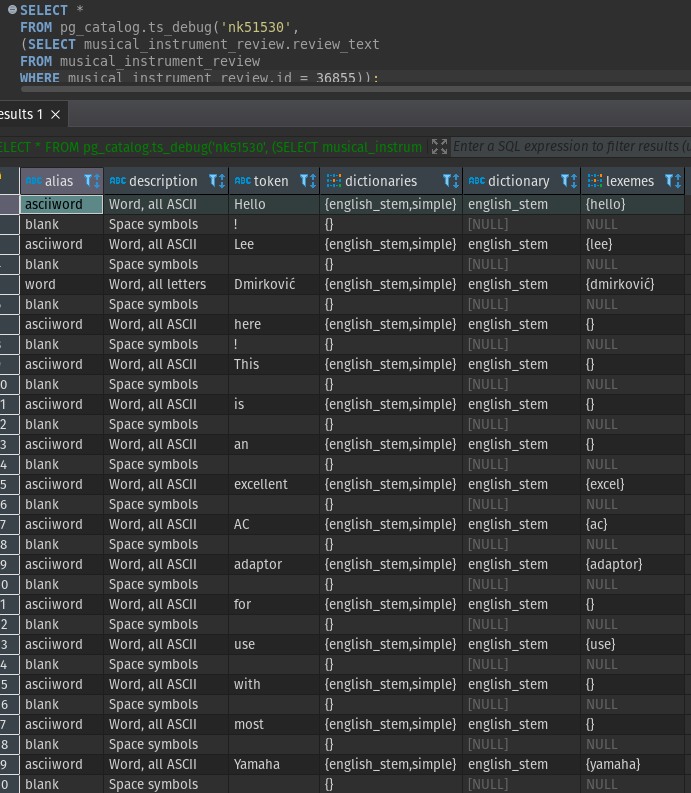 SELECT *
FROM pg_catalog.ts_debug('nk51530',
(SELECT musical_instrument_review.review_text
FROM musical_instrument_review
WHERE musical_instrument_review.id = 36855));
esults 1 ×
ELECT * FROM pg_catalog.ts_debug('nk51530', (SELECT musical_instrum Enter a SQL expression to filter results (u
ABC alias ABC description ABC token dictionaries ABC dictionary lexemes
asciiword Word, all ASCII Hello {english_stem,simple} english_stem {hello}
blank Space symbols ! {} [NULL] NULL
asciiword Word, all ASCII Lee {english_stem,simple} english_stem {lee}
blank Space symbols {} [NULL] NULL
word Word, all letters Dmirković {english_stem,simple} english_stem {dmirković}
blank Space symbols {} [NULL] NULL
asciiword Word, all ASCII here {english_stem,simple} english_stem {}
8 blank Space symbols ! {} [NULL] NULL
asciiword Word, all ASCII This {english_stem,simple} english_stem {}
0 blank Space symbols {} [NULL] NULL
1 asciiword Word, all ASCII is {english_stem,simple} english_stem {}
2 blank Space symbols {} [NULL] NULL
3 asciiword Word, all ASCII an {english_stem,simple} english_stem {}
4 blank Space symbols {} [NULL] NULL
5 asciiword Word, all ASCII excellent {english_stem,simple} english_stem {excel}
6 blank Space symbols {} [NULL] NULL
7 asciiword Word, all ASCII AC {english_stem,simple} english_stem {ac}
8 blank Space symbols {} [NULL] NULL
9 asciiword Word, all ASCII adaptor {english_stem,simple} english_stem {adaptor}
0 blank Space symbols {} [NULL] NULL
1 asciiword Word, all ASCII for {english_stem,simple} english_stem {}
2 blank Space symbols {} [NULL] NULL
3 asciiword Word, all ASCII use {english_stem,simple} english_stem {use}
4 blank Space symbols {} [NULL] NULL
5 asciiword Word, all ASCII with {english_stem,simple} english_stem {}
6 blank Space symbols {} [NULL] NULL
7 asciiword Word, all ASCII most {english_stem,simple} english_stem {}
8 blank Space symbols {} [NULL] NULL
9 asciiword Word, all ASCII Yamaha {english_stem,simple} english_stem {yamaha}
0 blank Space symbols {} [NULL] NULL